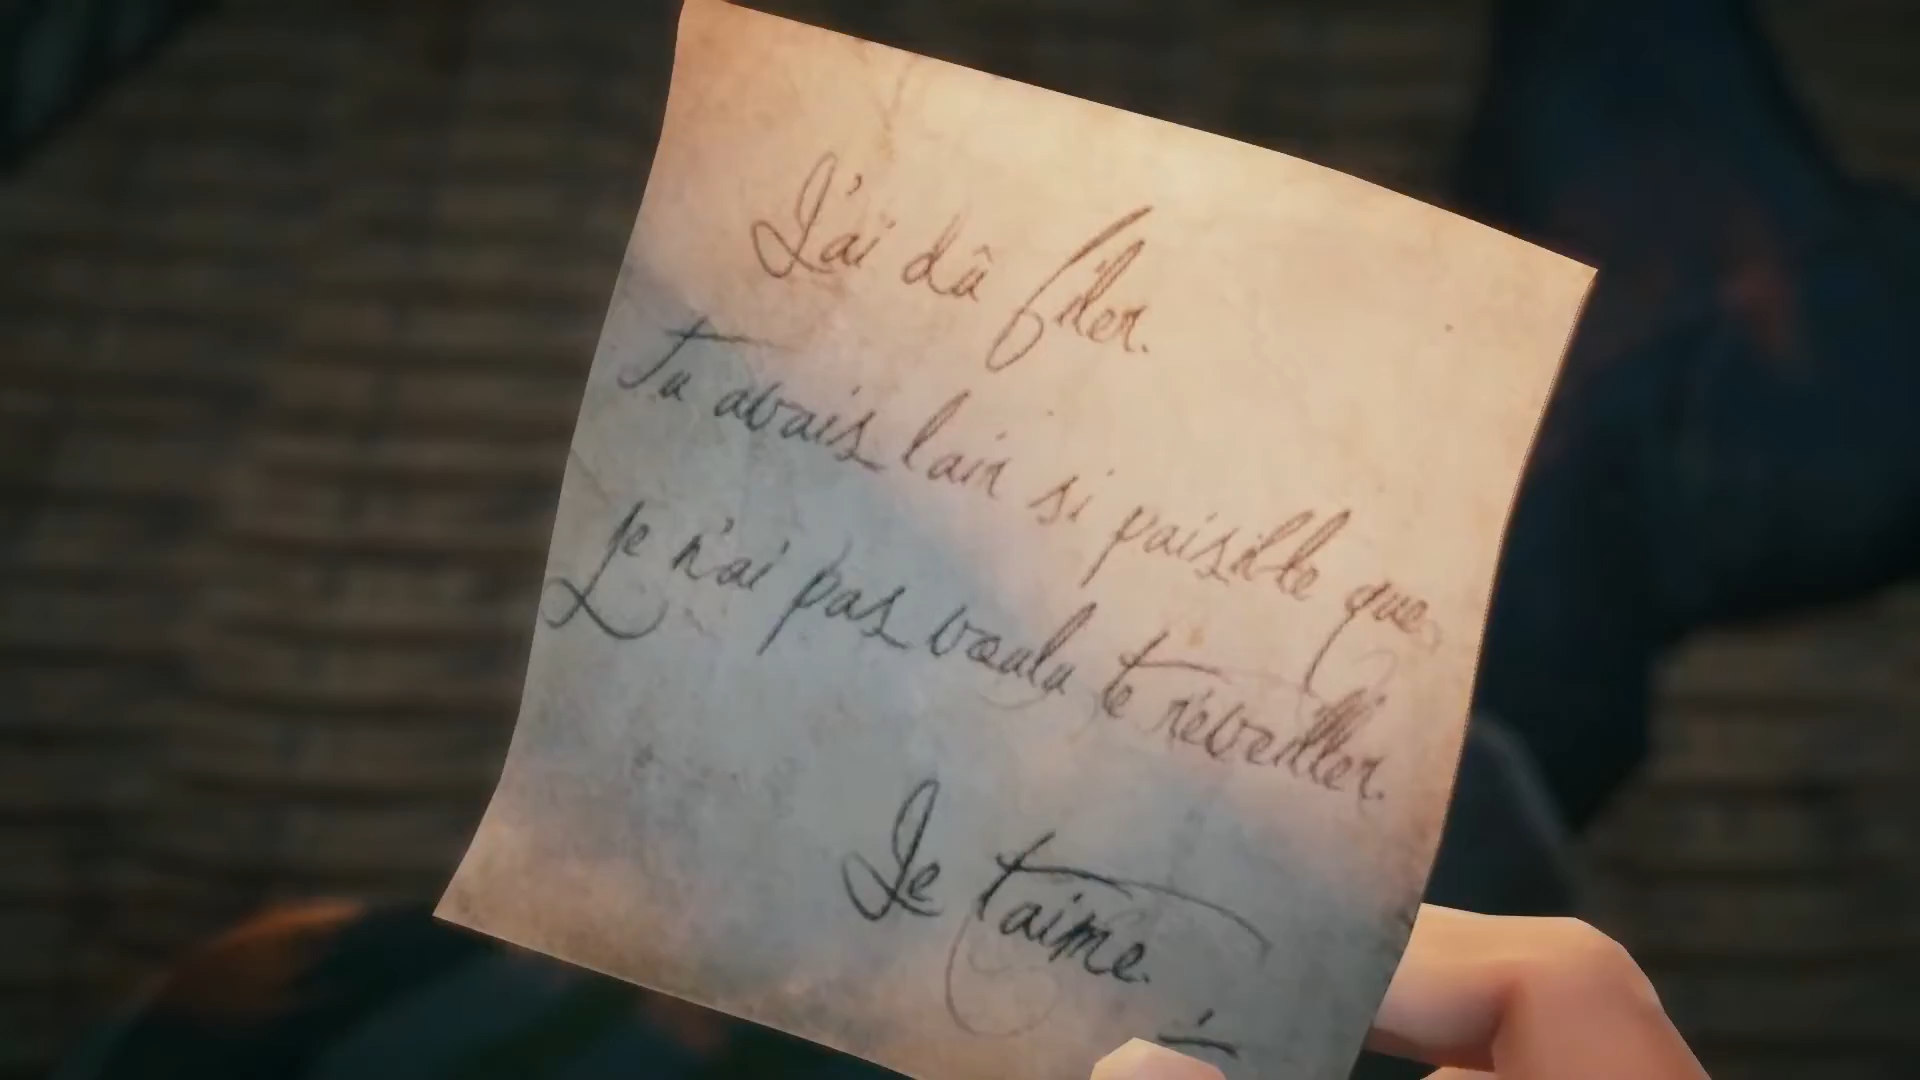 J'ai dû filer.
Tu avais l'air si paisible que
je n'ai pas voulu te réveiller.
Je t'aime.